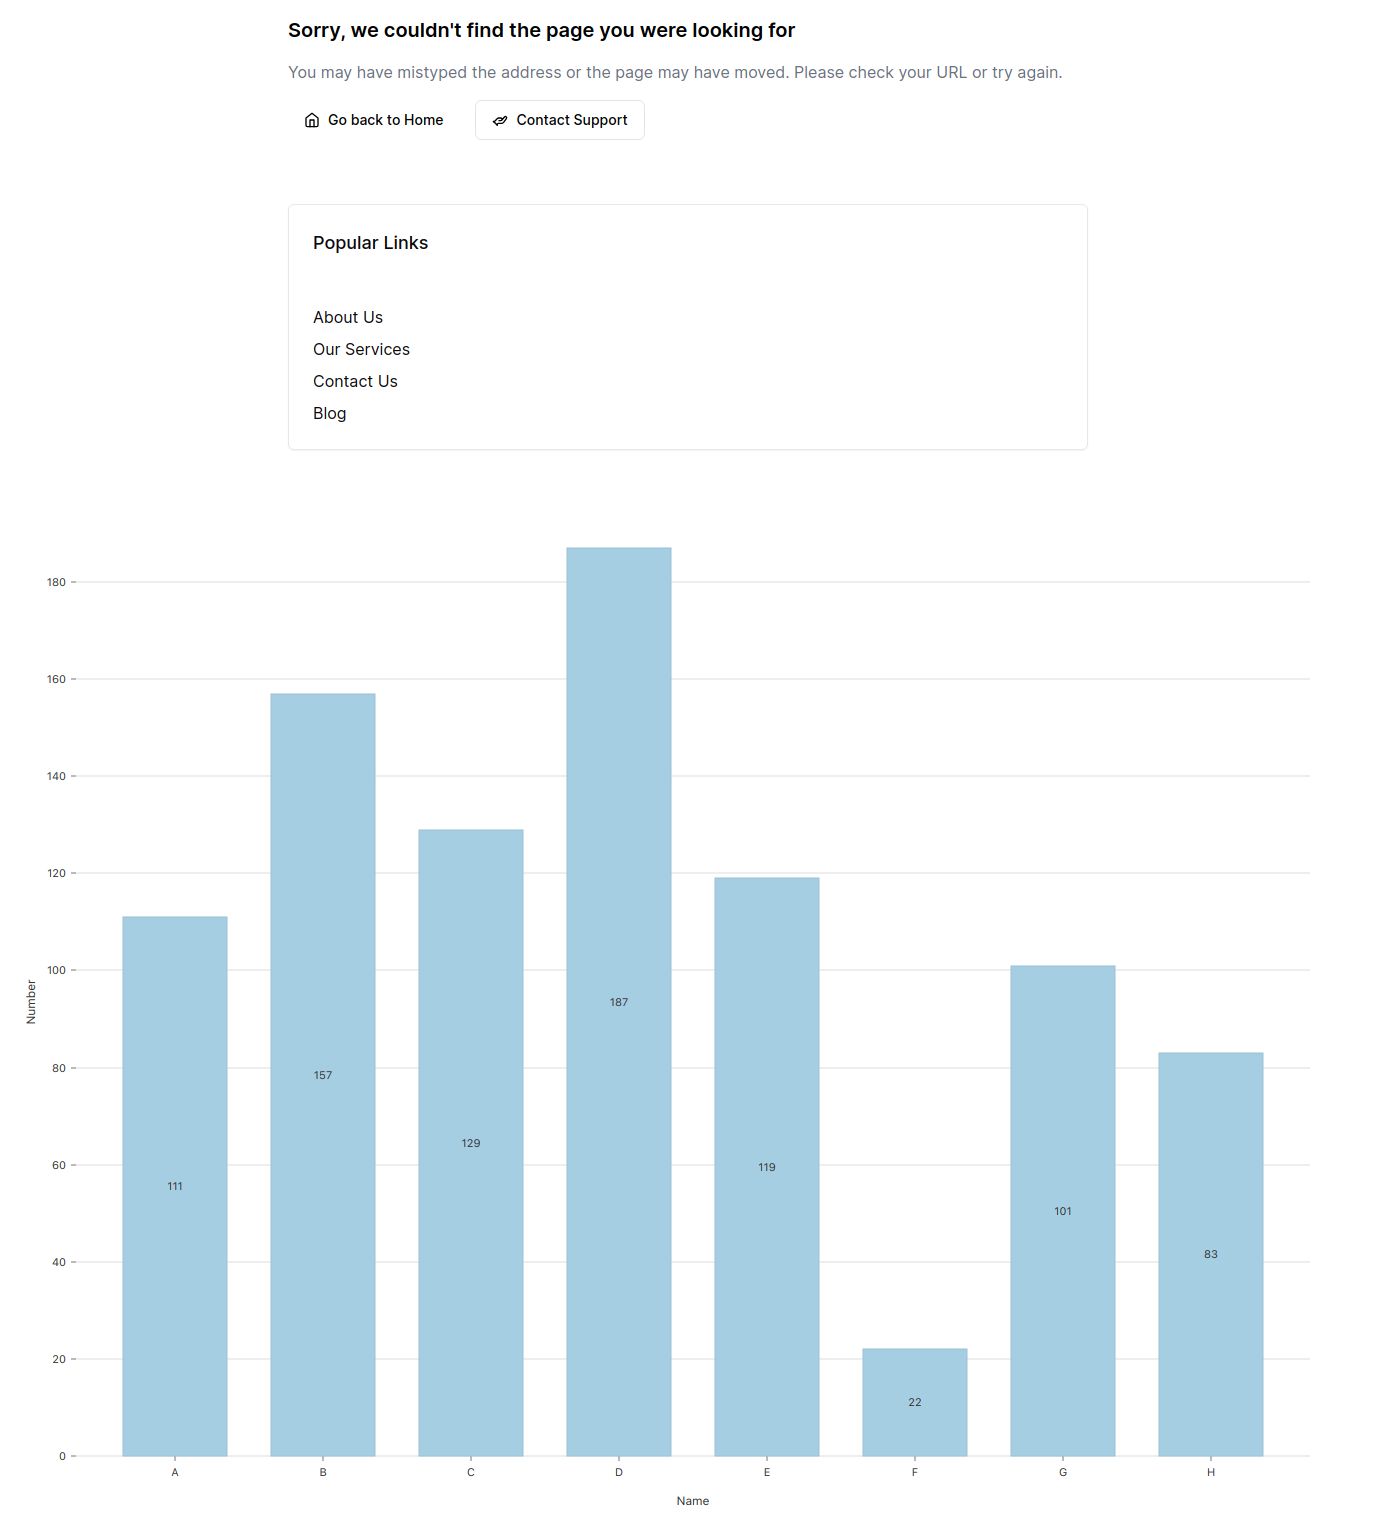 Sorry, we couldn't find the page you were looking for
You may have mistyped the address or the page may have moved. Please check your URL or try again.
Go back to Home
Contact Support
Popular Links
About Us
Our Services
Contact Us
Blog
180
160
140
120
100
80
60
40
20
0
Number
111
157
129
187
119
22
101
83
A
B
C
D
E
F
G
H
Name